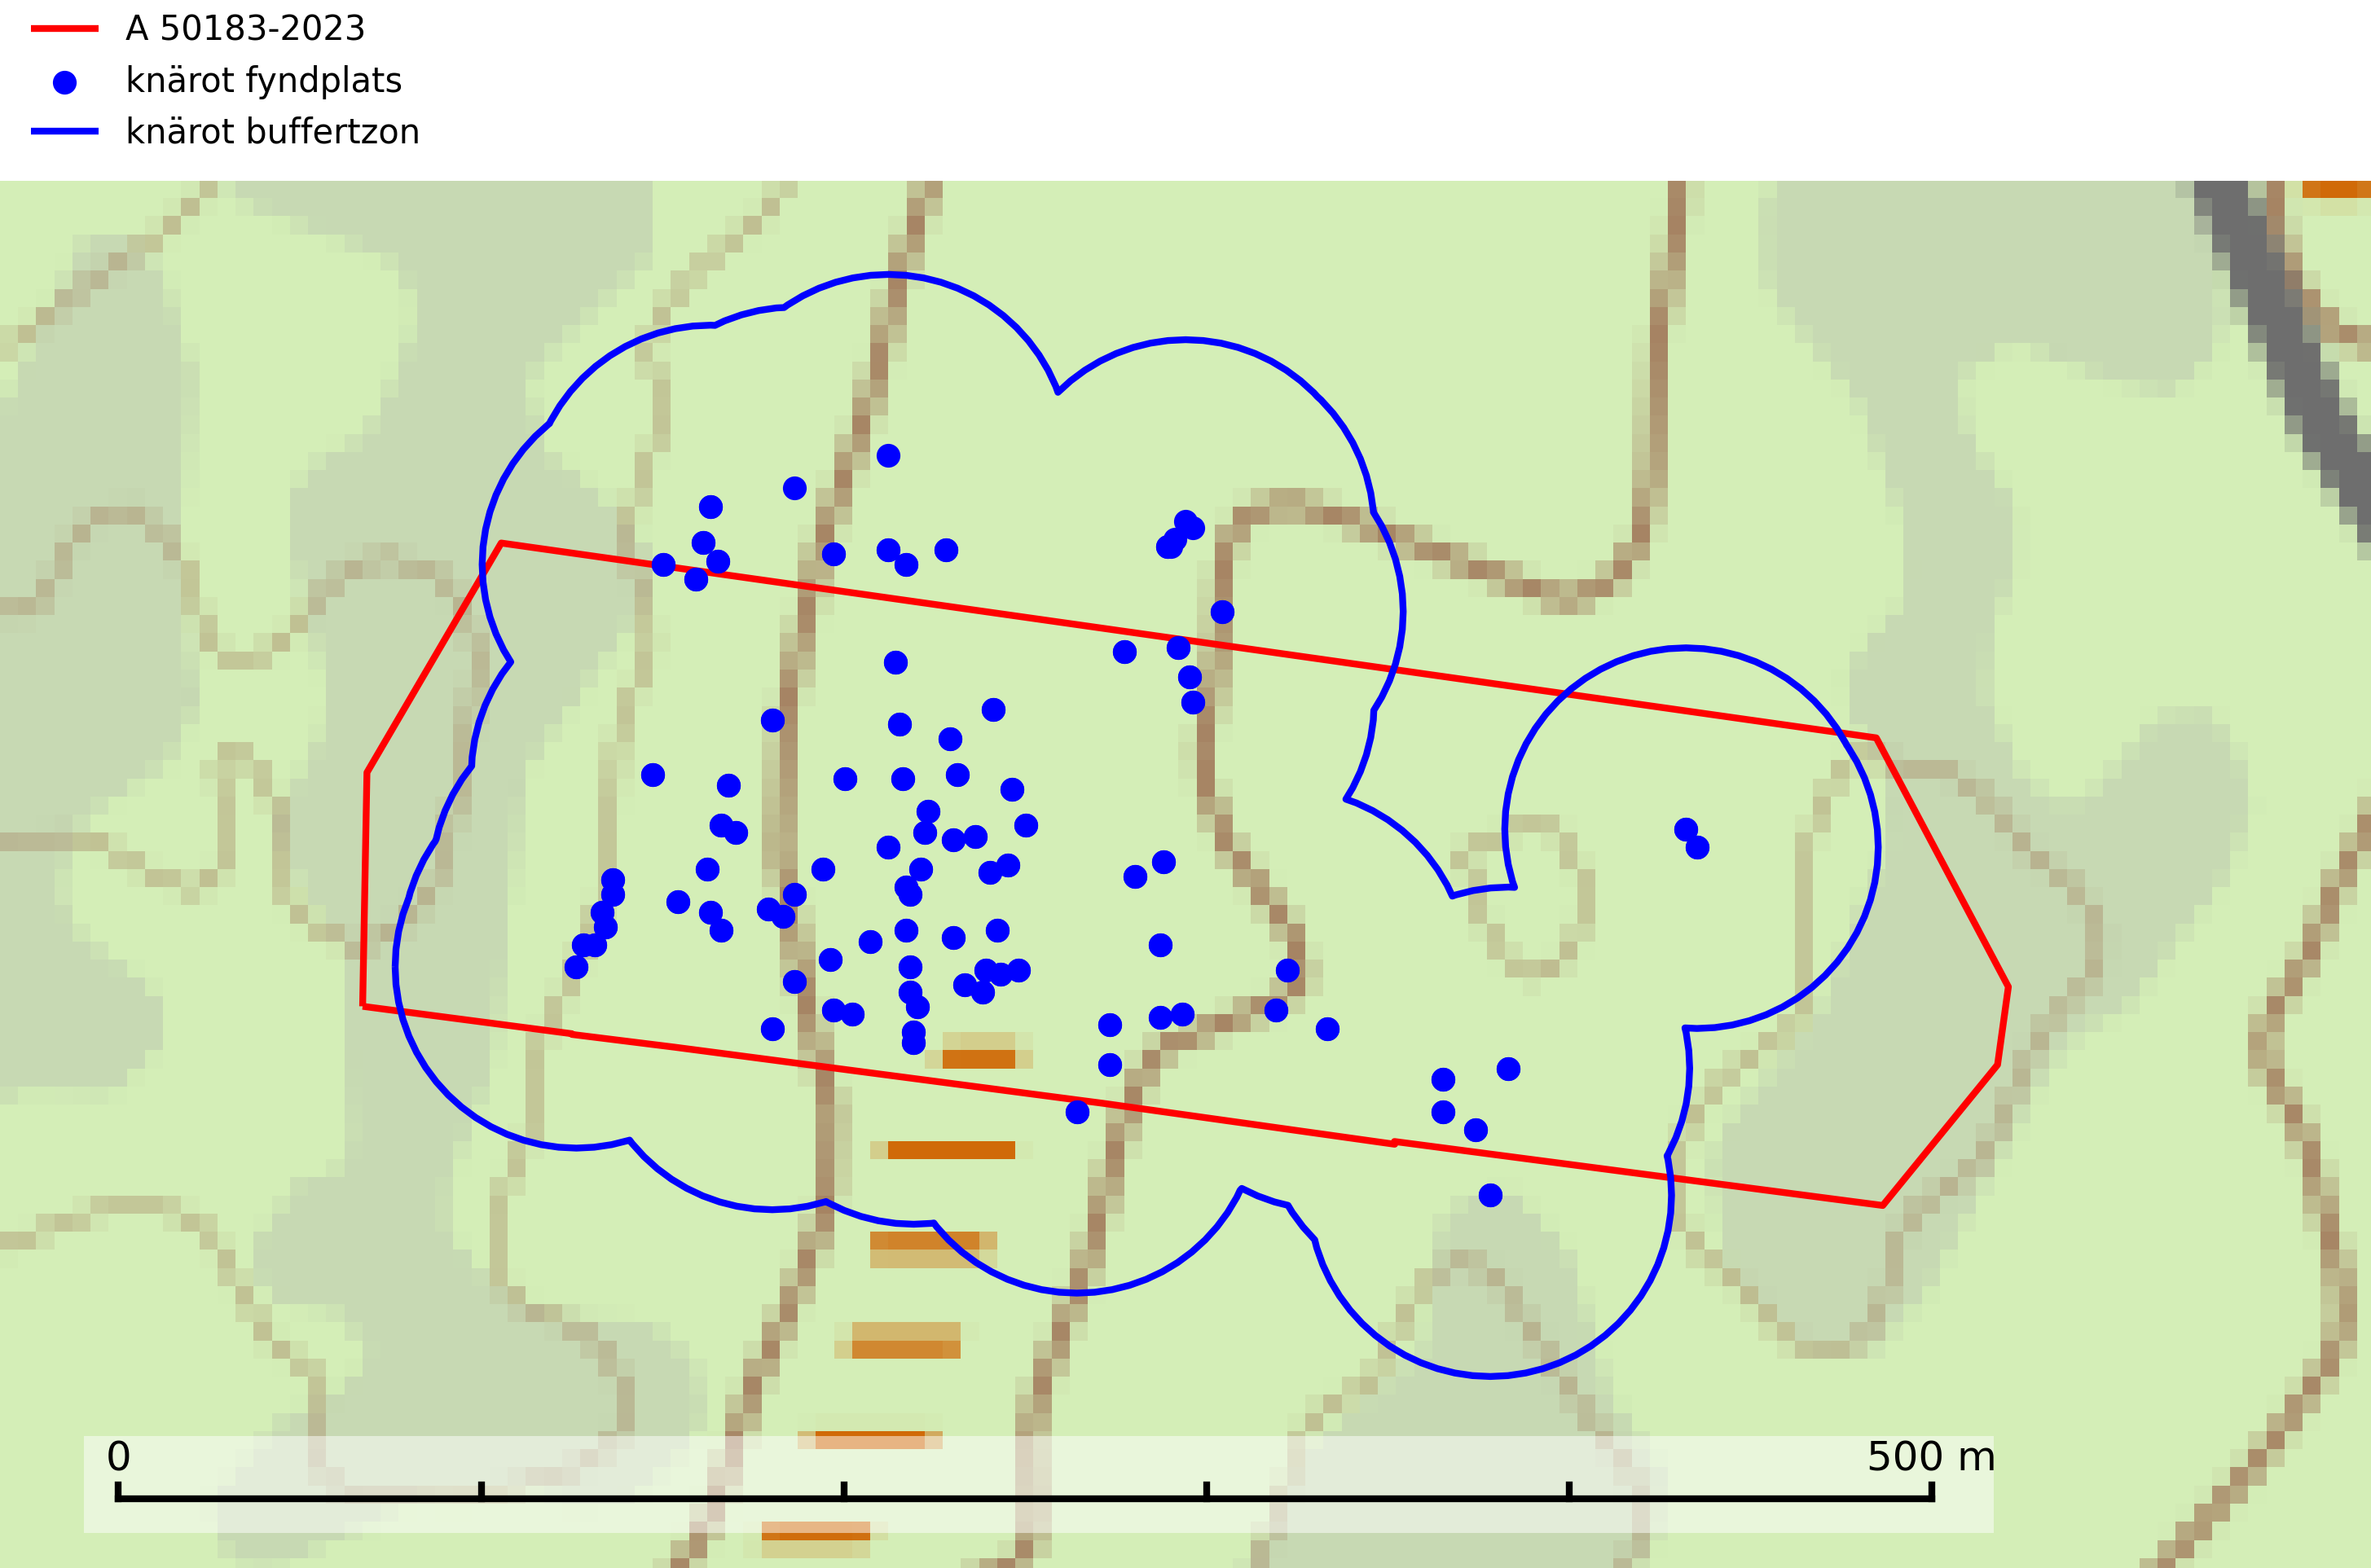 A 50183-2023
knärot fyndplats
knärot buffertzon
0 500 m